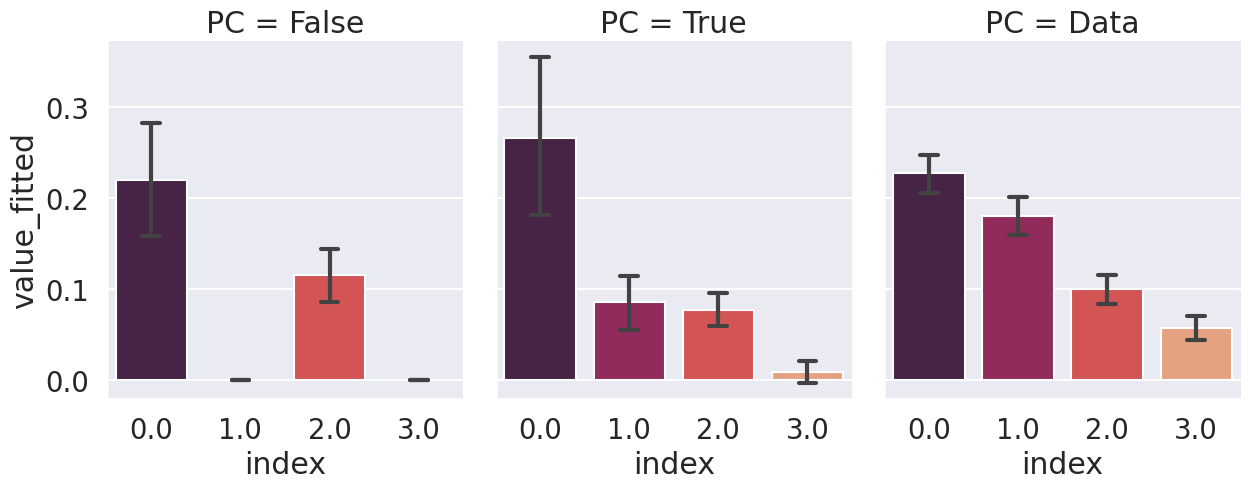 PC = False
PC = True
PC = Data
value_fitted
0.3
0.2
0.1
0.0
0.0 1.0 2.0 3.0
0.0 1.0 2.0 3.0
0.0 1.0 2.0 3.0
index
index
index